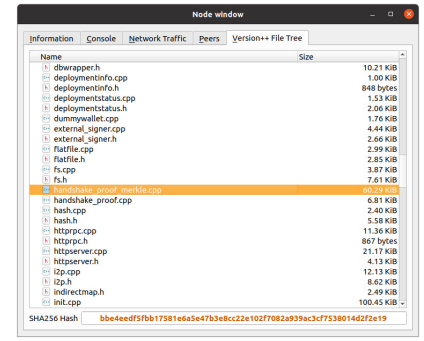 Node window
Information Console Network Traffic Peers Version++ File Tree
Name Size
dbwrapper.h 10.21 KiB
deploymentinfo.cpp 1.00 KiB
deploymentinfo.h 848 bytes
deploymentstatus.cpp 1.53 KiB
deploymentstatus.h 2.06 KiB
dummywallet.cpp 1.76 KiB
external_signer.cpp 4.44 KiB
external_signer.h 2.66 KiB
flatfile.cpp 2.99 KiB
flatfile.h 2.85 KiB
fs.cpp 3.87 KiB
fs.h 7.61 KiB
handshake_proof_merkle.cpp 60.29 KiB
handshake_proof.cpp 6.81 KiB
hash.cpp 2.40 KiB
hash.h 5.58 KiB
httprpc.cpp 11.36 KiB
httprpc.h 867 bytes
httpserver.cpp 21.17 KiB
httpserver.h 4.13 KiB
i2p.cpp 12.13 KiB
i2p.h 8.62 KiB
indirectmap.h 2.49 KiB
init.cpp 100.45 KiB
SHA256 Hash bbe4eedf5fbb17581e6a5e47b3e8cc22e102f7082a939ac3cf7538014d2f2e19